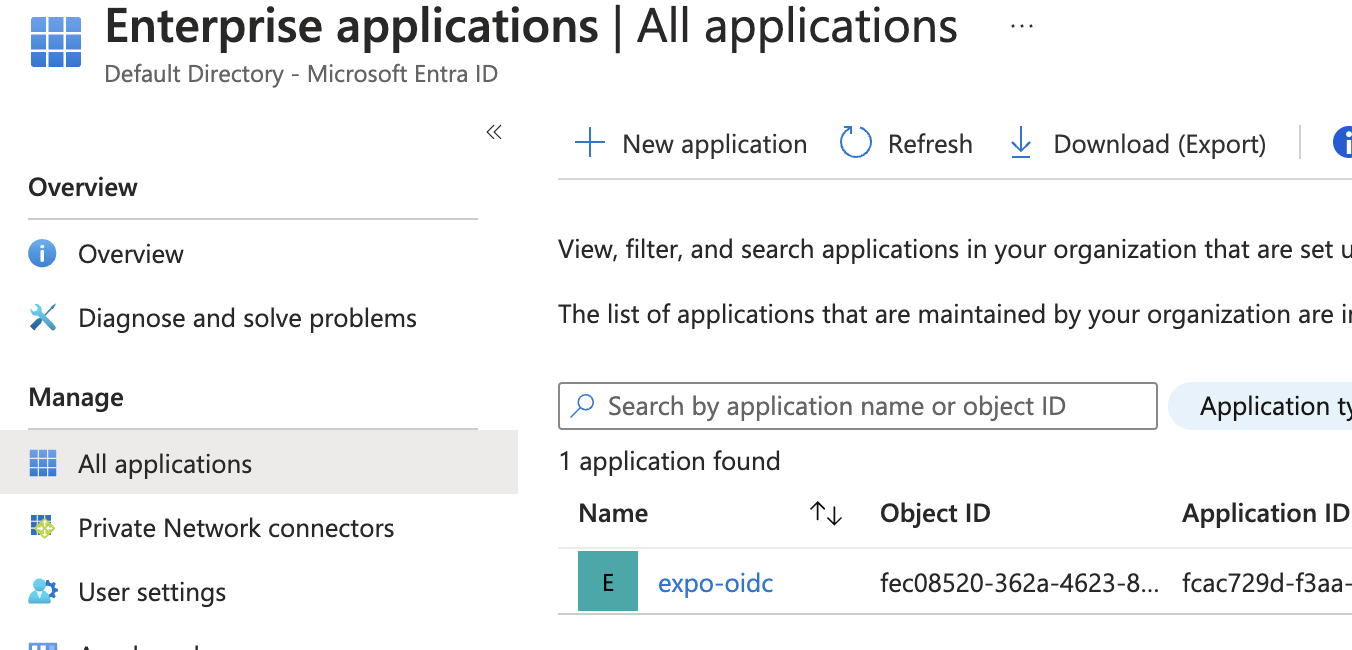 Enterprise applications | All applications ...
Default Directory - Microsoft Entra ID
«
Overview
Overview
Diagnose and solve problems
Manage
All applications
Private Network connectors
User settings
New application Refresh Download (Export)
View, filter, and search applications in your organization that are set
The list of applications that are maintained by your organization are
Search by application name or object ID
Application
1 application found
Name Object ID Application ID
E expo-oidc fec08520-362a-4623-8... fcac729d-f3aa-